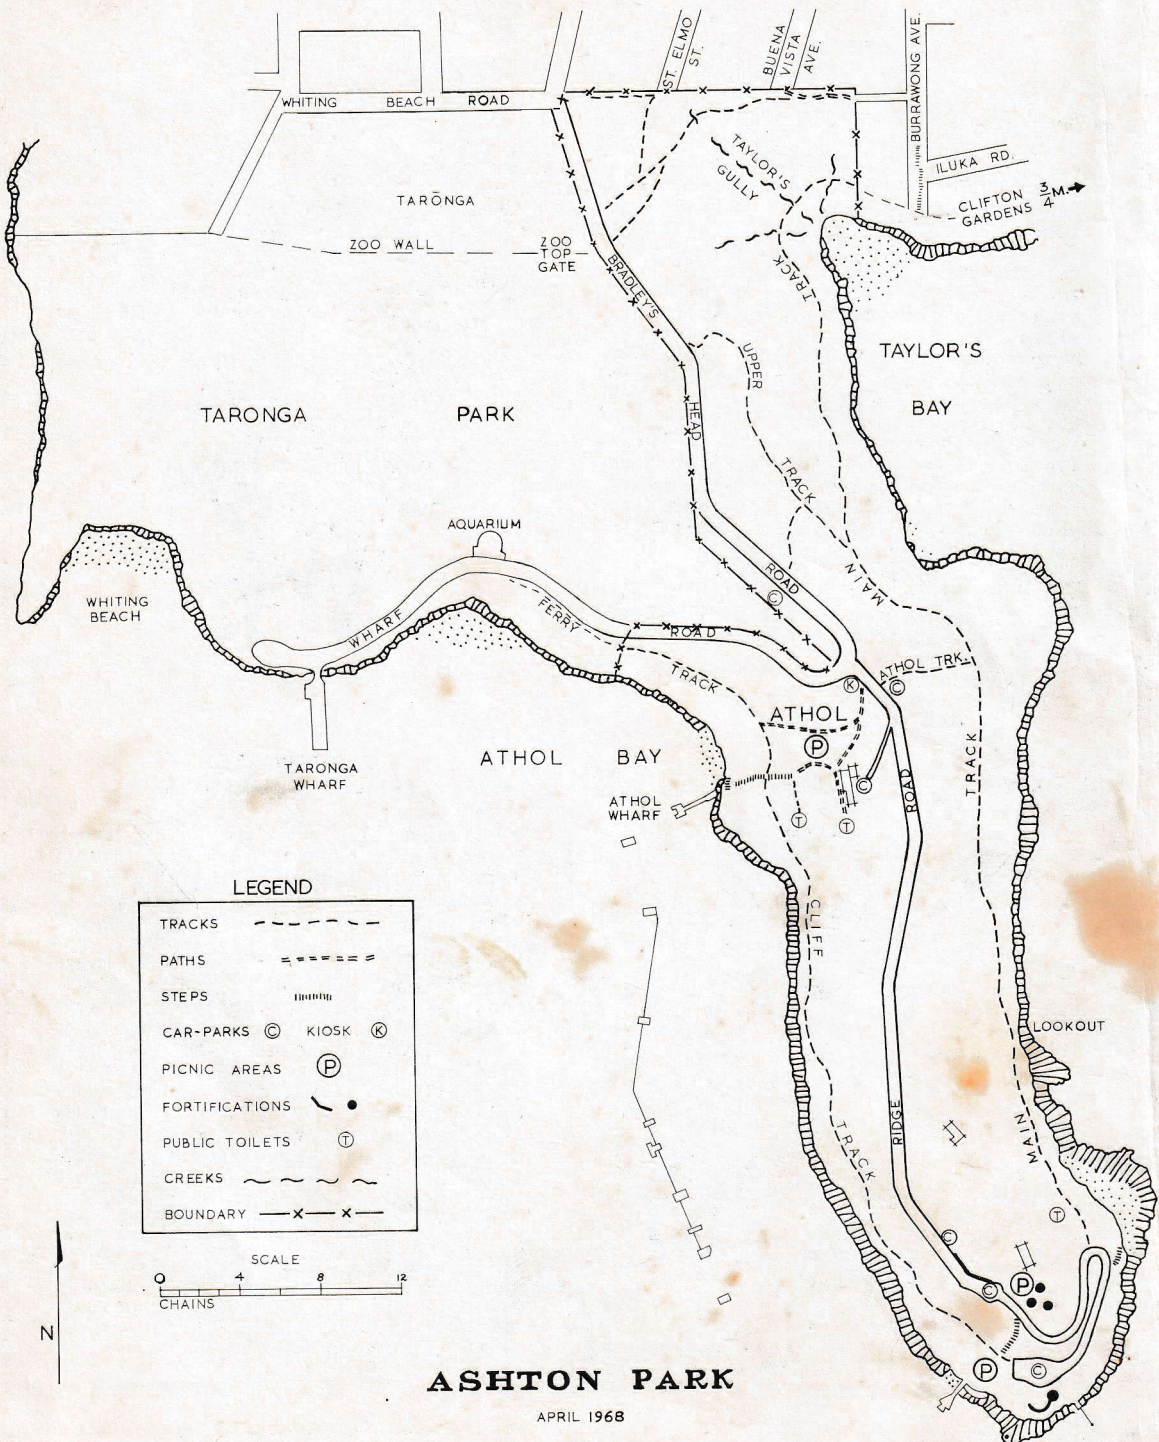 ST. ELMO
ST.
BUENA
VISTA
AVE.
BURRAWONG AVE.
WHITING BEACH ROAD
TAYLOR'S
GULLY
ILUKA RD.
CLIFTON
GARDENS 3/4 M.
TARŌNGA
ZOO WALL
ZOO
TOP
GATE
BRADLEY'S
HEAD
ROAD
TRACK
UPPER
TRACK
TAYLOR'S
BAY
TARONGA PARK
AQUARIUM
MAIN
TRACK
WHITING
BEACH
WHARF
ROAD
FERRY
TRACK
C
ATHOL TRK.
K
C
ATHOL
P
ATHOL BAY
TARONGA
WHARF
ATHOL
WHARF
C
T
T
ROAD
CLIFF
TRACK
LEGEND
TRACKS
PATHS
STEPS
CAR-PARKS C KIOSK K
PICNIC AREAS P
FORTIFICATIONS
PUBLIC TOILETS T
CREEKS
BOUNDARY
LOOKOUT
RIDGE
MAIN
T
C
C
P
P
C
SCALE
0 4 8 12
CHAINS
N
ASHTON PARK
APRIL 1968